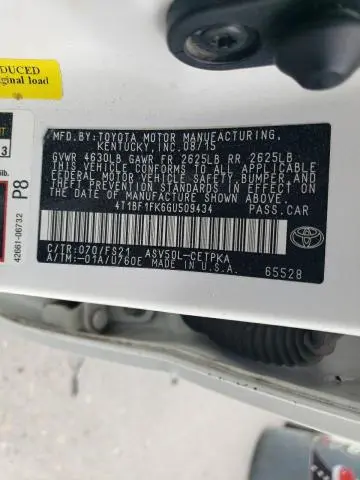 DUCED
iginal load
P8
42661-06732
MFD.BY:TOYOTA MOTOR MANUFACTURING,
KENTUCKY,INC.08/15
GVWR 4630LB GAWR FR 2625LB RR 2625LB
THIS VEHICLE CONFORMS TO ALL APPLICABLE
FEDERAL MOTOR VEHICLE SAFETY,BUMPER,AND
THEFT PREVENTION STANDARDS IN EFFECT ON
THE DATE OF MANUFACTURE SHOWN ABOVE.
4T1BF1FK6GU509434 PASS.CAR
C/TR:070/FS21 ASV50L-CETPKA
A/TM:-01A/U760E
MADE IN U.S.A. 65528